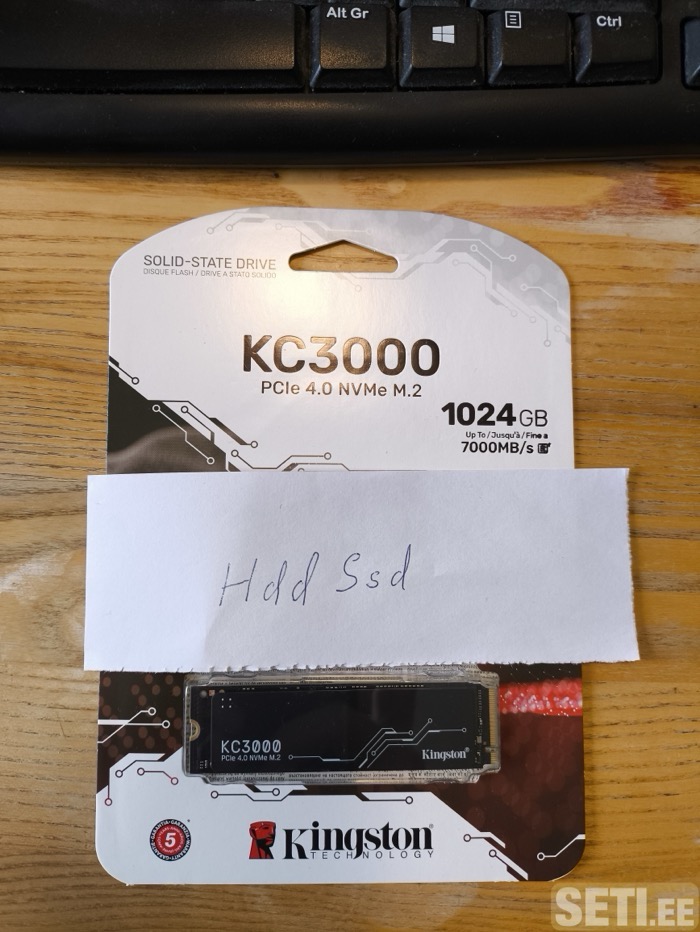 Alt Gr
Ctrl
SOLID-STATE DRIVE
DISQUE FLASH / DRIVE A STATO SOLIDO
KC3000
PCIe 4.0 NVMe M.2
1024GB
Up To / Jusqu'à / Fino a
7000MB/s
Hdd Ssd
KC3000
PCIe 4.0 NVMe M.2
Kingston
5
Kingston
TECHNOLOGY
SETI.EE